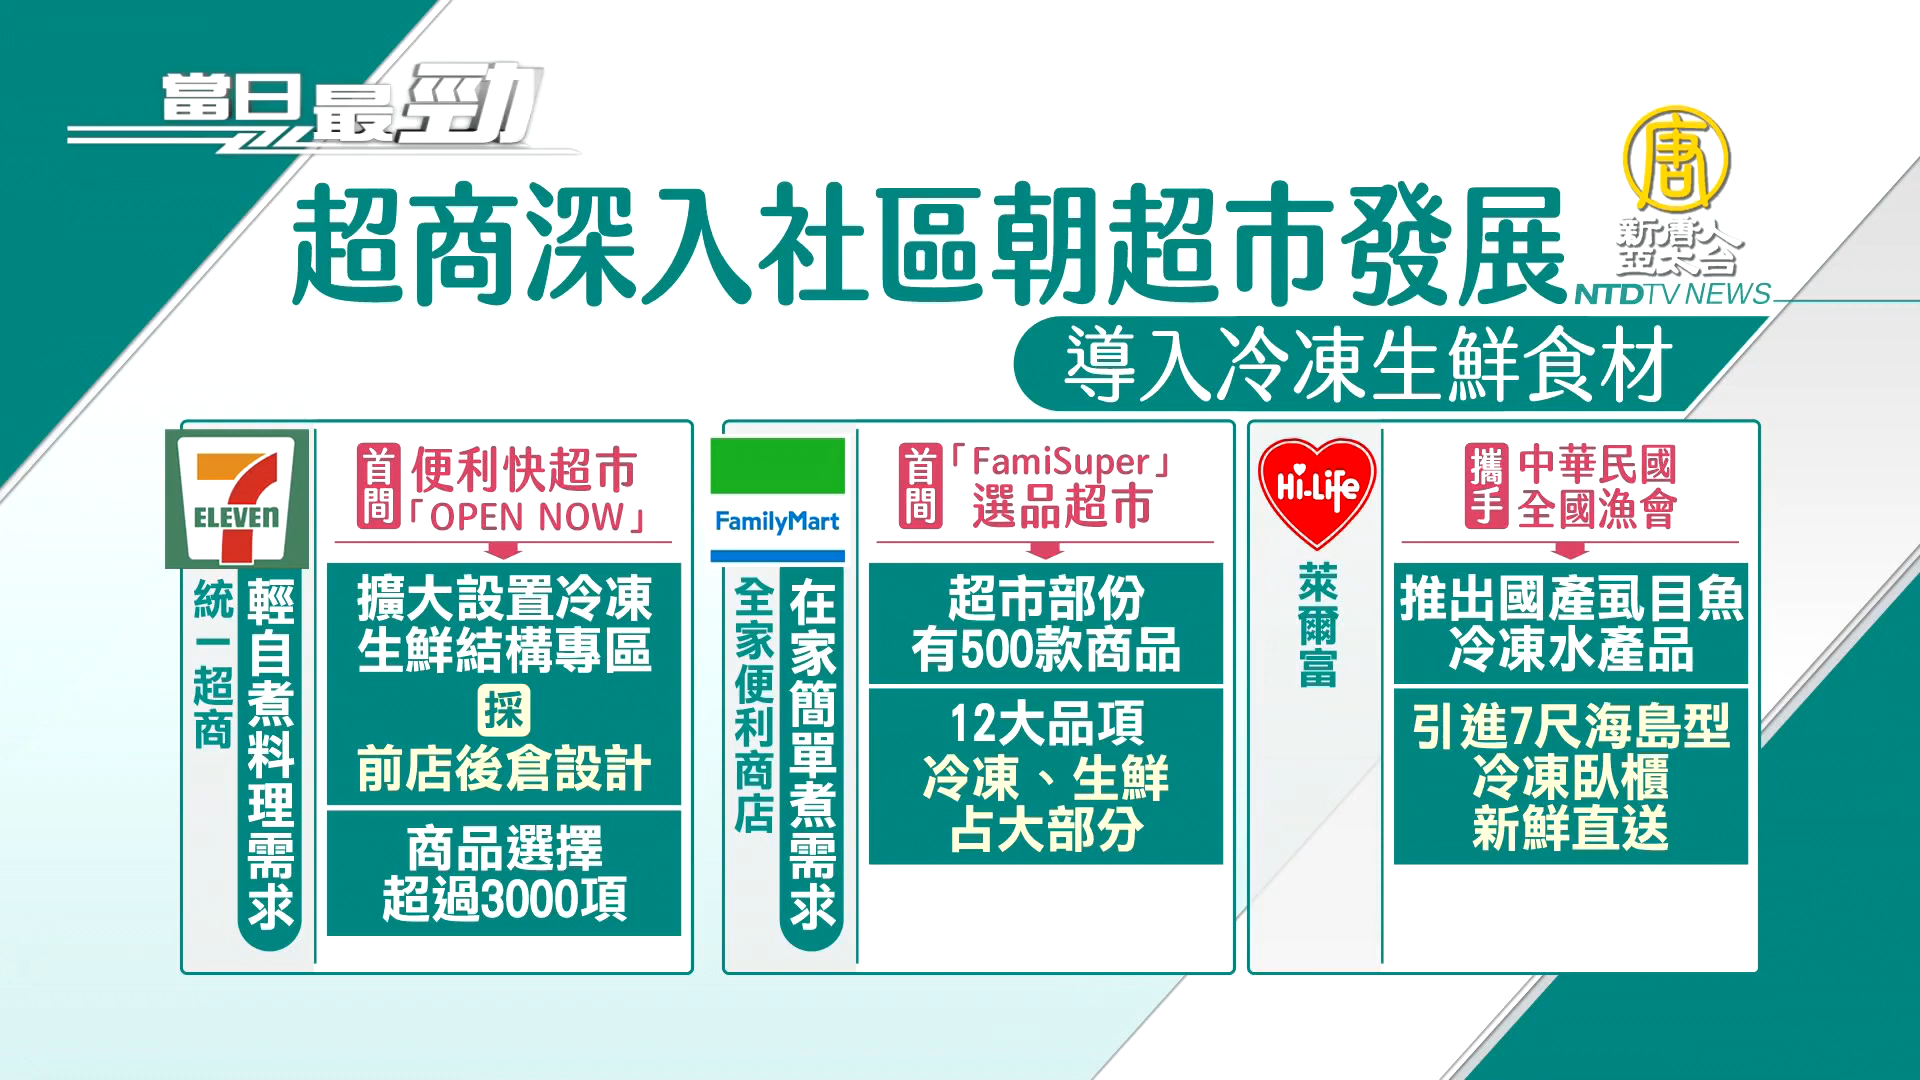 當日最勁
唐
新唐人
亞太台
NTDTV NEWS
超商深入社區朝超市發展
導入冷凍生鮮食材
7
ELEVEn
統一超商
輕自煮料理需求
首間
便利快超市
「OPEN NOW」
擴大設置冷凍
生鮮結構專區
採
前店後倉設計
商品選擇
超過3000項
FamilyMart
全家便利商店
在家簡單煮需求
首間
「FamiSuper」
選品超市
超市部份
有500款商品
12大品項
冷凍、生鮮
占大部分
Hi-Life
萊爾富
攜手
中華民國
全國漁會
推出國產虱目魚
冷凍水產品
引進7尺海島型
冷凍臥櫃
新鮮直送